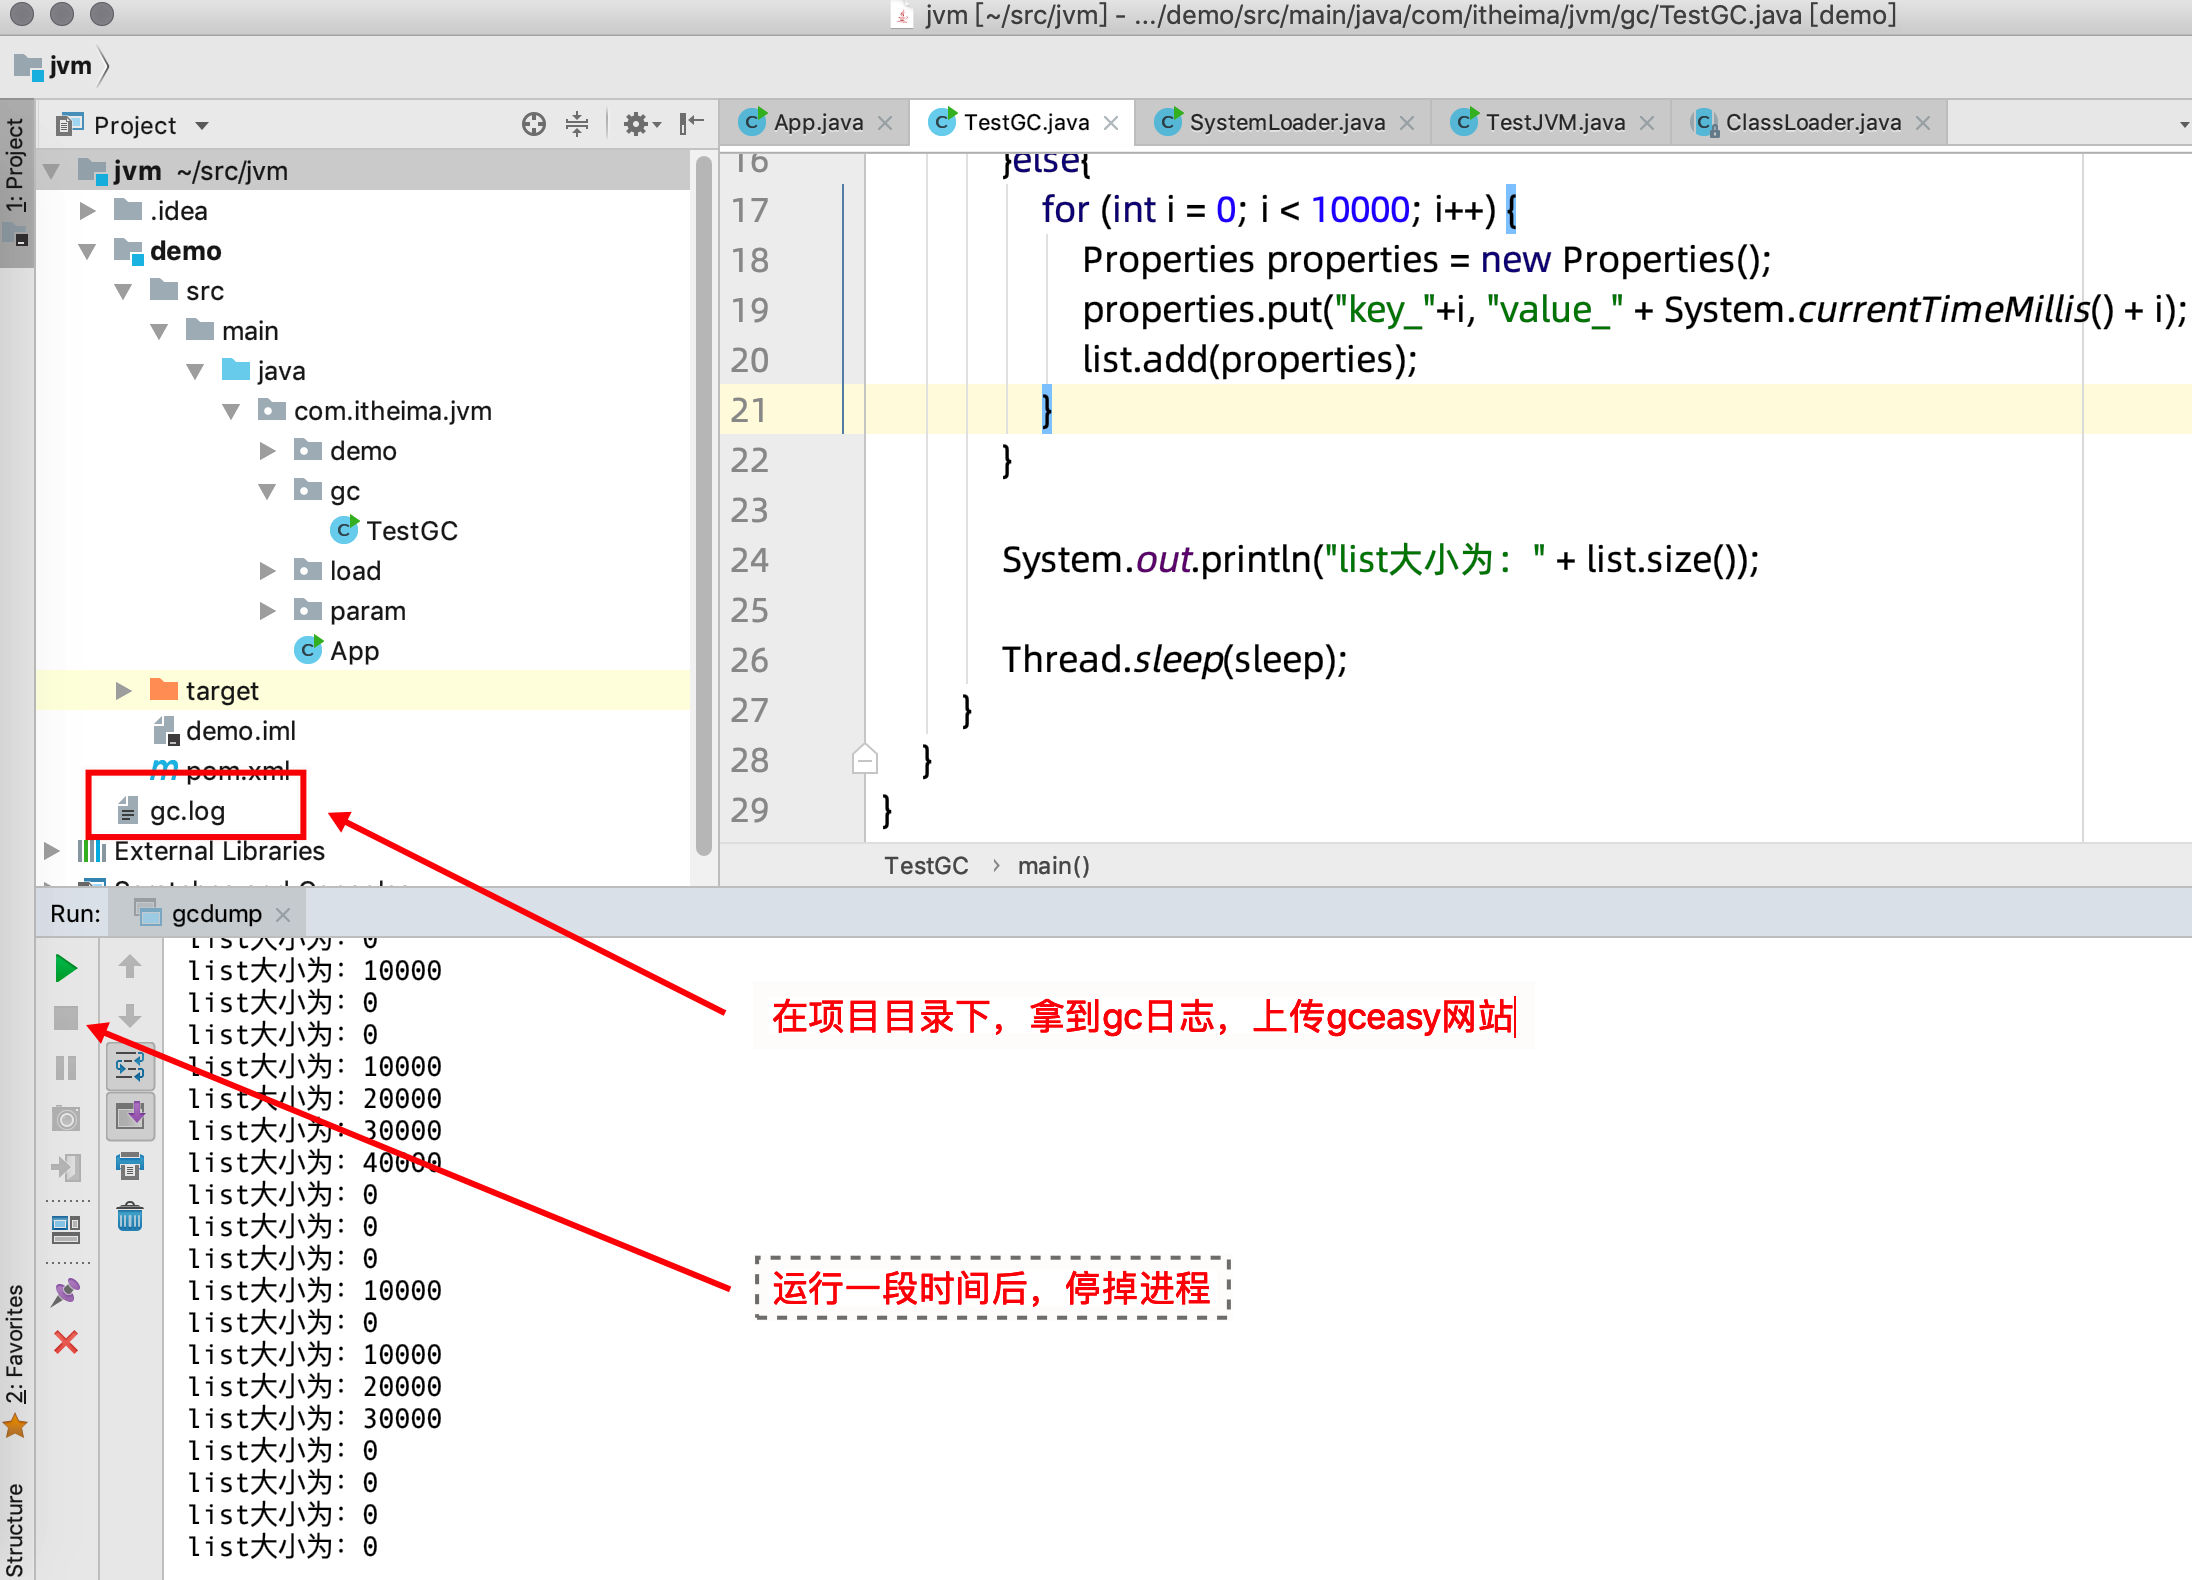 jvm [~/src/jvm] - .../demo/src/main/java/com/itheima/jvm/gc/TestGC.java [demo]
jvm
1: Project
Project
jvm ~/src/jvm
.idea
demo
src
main
java
com.itheima.jvm
demo
gc
TestGC
load
param
App
target
demo.iml
pom.xml
gc.log
External Libraries
Scratches and Consoles
App.java
TestGC.java
SystemLoader.java
TestJVM.java
ClassLoader.java
16 }else{
17 for (int i = 0; i < 10000; i++) {
18 Properties properties = new Properties();
19 properties.put("key_"+i, "value_" + System.currentTimeMillis() + i);
20 list.add(properties);
21 }
22 }
23
24 System.out.println("list大小为：" + list.size());
25
26 Thread.sleep(sleep);
27 }
28 }
29 }
TestGC › main()
Run: gcdump
list大小为：0
list大小为：10000
list大小为：0
list大小为：0
list大小为：10000
list大小为：20000
list大小为：30000
list大小为：40000
list大小为：0
list大小为：0
list大小为：0
list大小为：10000
list大小为：0
list大小为：10000
list大小为：20000
list大小为：30000
list大小为：0
list大小为：0
list大小为：0
list大小为：0
在项目目录下，拿到gc日志，上传gceasy网站
运行一段时间后，停掉进程
2: Favorites
Structure